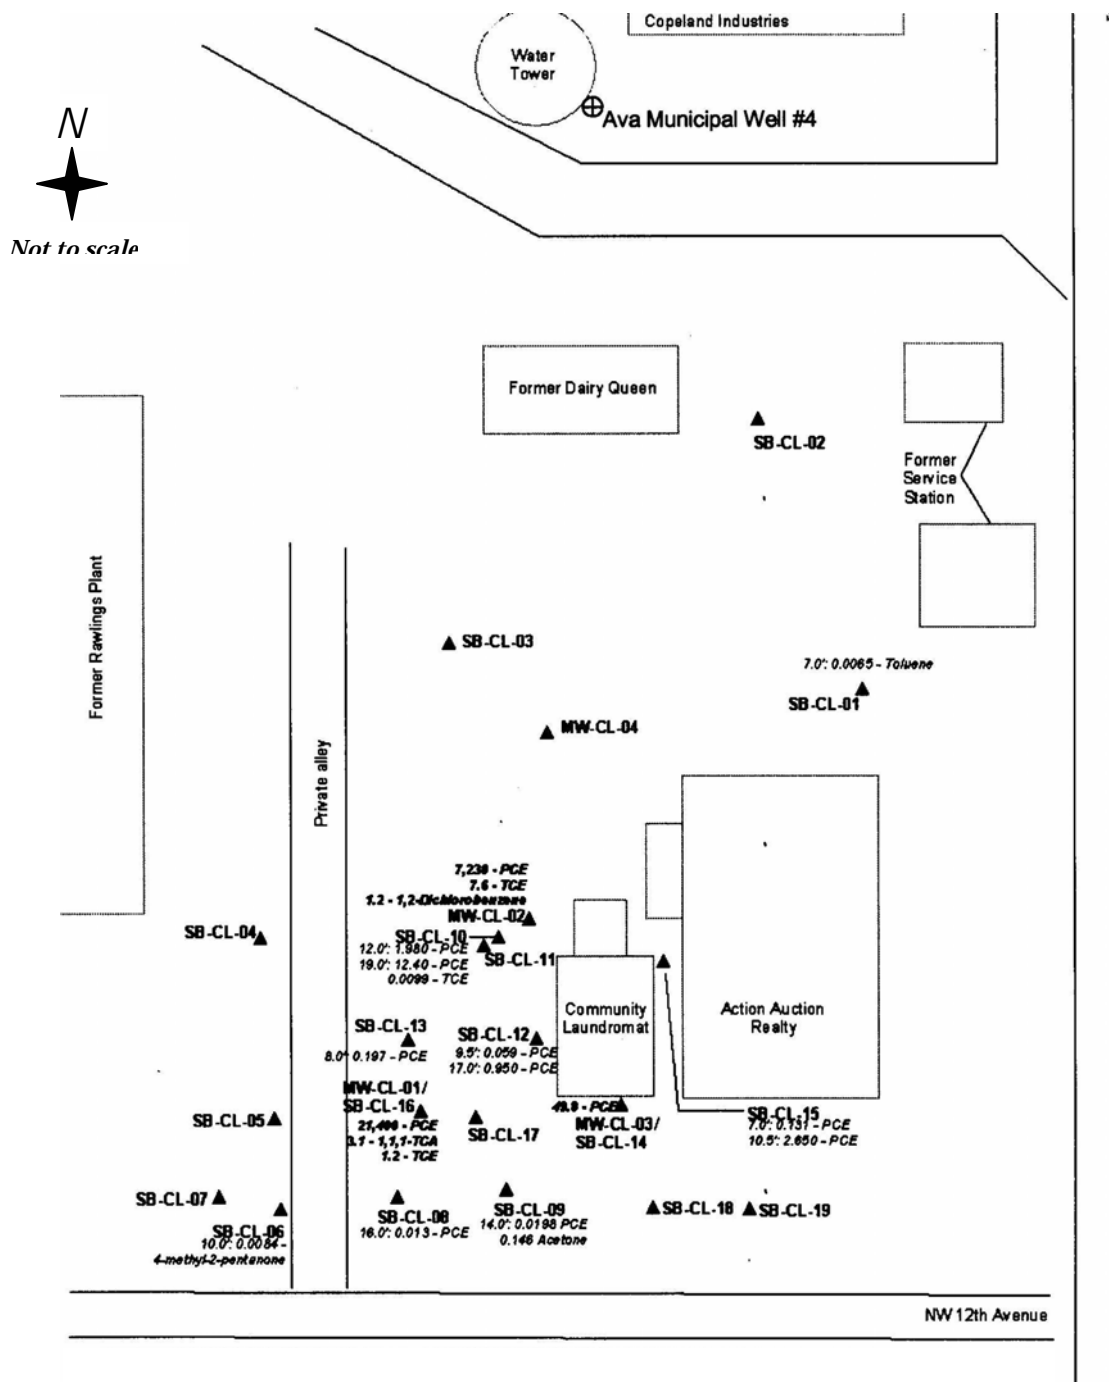 Copeland Industries
Water
Tower
Ava Municipal Well #4
N
Not to scale
Former Dairy Queen
SB-CL-02
Former
Service
Station
Former Rawlings Plant
SB-CL-03
7.0': 0.0065 - Toluene
SB-CL-01
MW-CL-04
Private alley
7,230 - PCE
7.6 - TCE
1.2 - 1,2-Dichlorobenzene
MW-CL-02
SB-CL-04
SB-CL-10
12.0': 1.980 - PCE
SB-CL-11
19.0': 12.40 - PCE
0.0099 - TCE
Community
Laundromat
Action Auction
Realty
SB-CL-13
8.0' 0.197 - PCE
SB-CL-12
9.5': 0.059 - PCE
17.0': 0.950 - PCE
MW-CL-01/
SB-CL-16
21,400 - PCE
3.1 - 1,1,1-TCA
1.2 - TCE
SB-CL-05
SB-CL-17
49.8 - PCE
MW-CL-03/
SB-CL-14
SB-CL-15
7.0': 0.131 - PCE
10.5': 2.650 - PCE
SB-CL-07
SB-CL-06
10.0': 0.0084 -
4-methyl-2-pentanone
SB-CL-08
16.0': 0.013 - PCE
SB-CL-09
14.0': 0.0198 PCE
0.146 Acetone
SB-CL-18
SB-CL-19
NW 12th Avenue